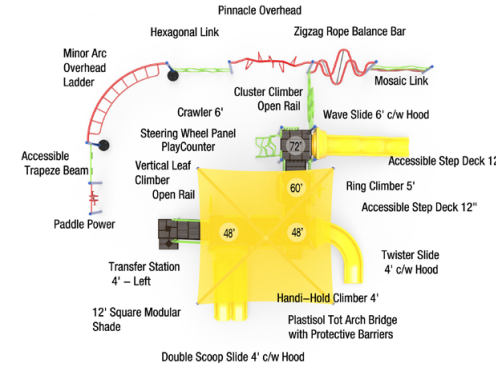 Pinnacle Overhead
Hexagonal Link
Zigzag Rope Balance Bar
Minor Arc
Overhead
Ladder
Mosaic Link
Cluster Climber
Open Rail
Crawler 6'
Wave Slide 6' c/w Hood
Steering Wheel Panel
PlayCounter
72"
Accessible
Trapeze Beam
Accessible Step Deck 12
Vertical Leaf
Climber
Open Rail
60"
Ring Climber 5'
Accessible Step Deck 12"
Paddle Power
48"
48"
Transfer Station
4' – Left
Twister Slide
4' c/w Hood
Handi–Hold Climber 4'
12' Square Modular
Shade
Plastisol Tot Arch Bridge
with Protective Barriers
Double Scoop Slide 4' c/w Hood